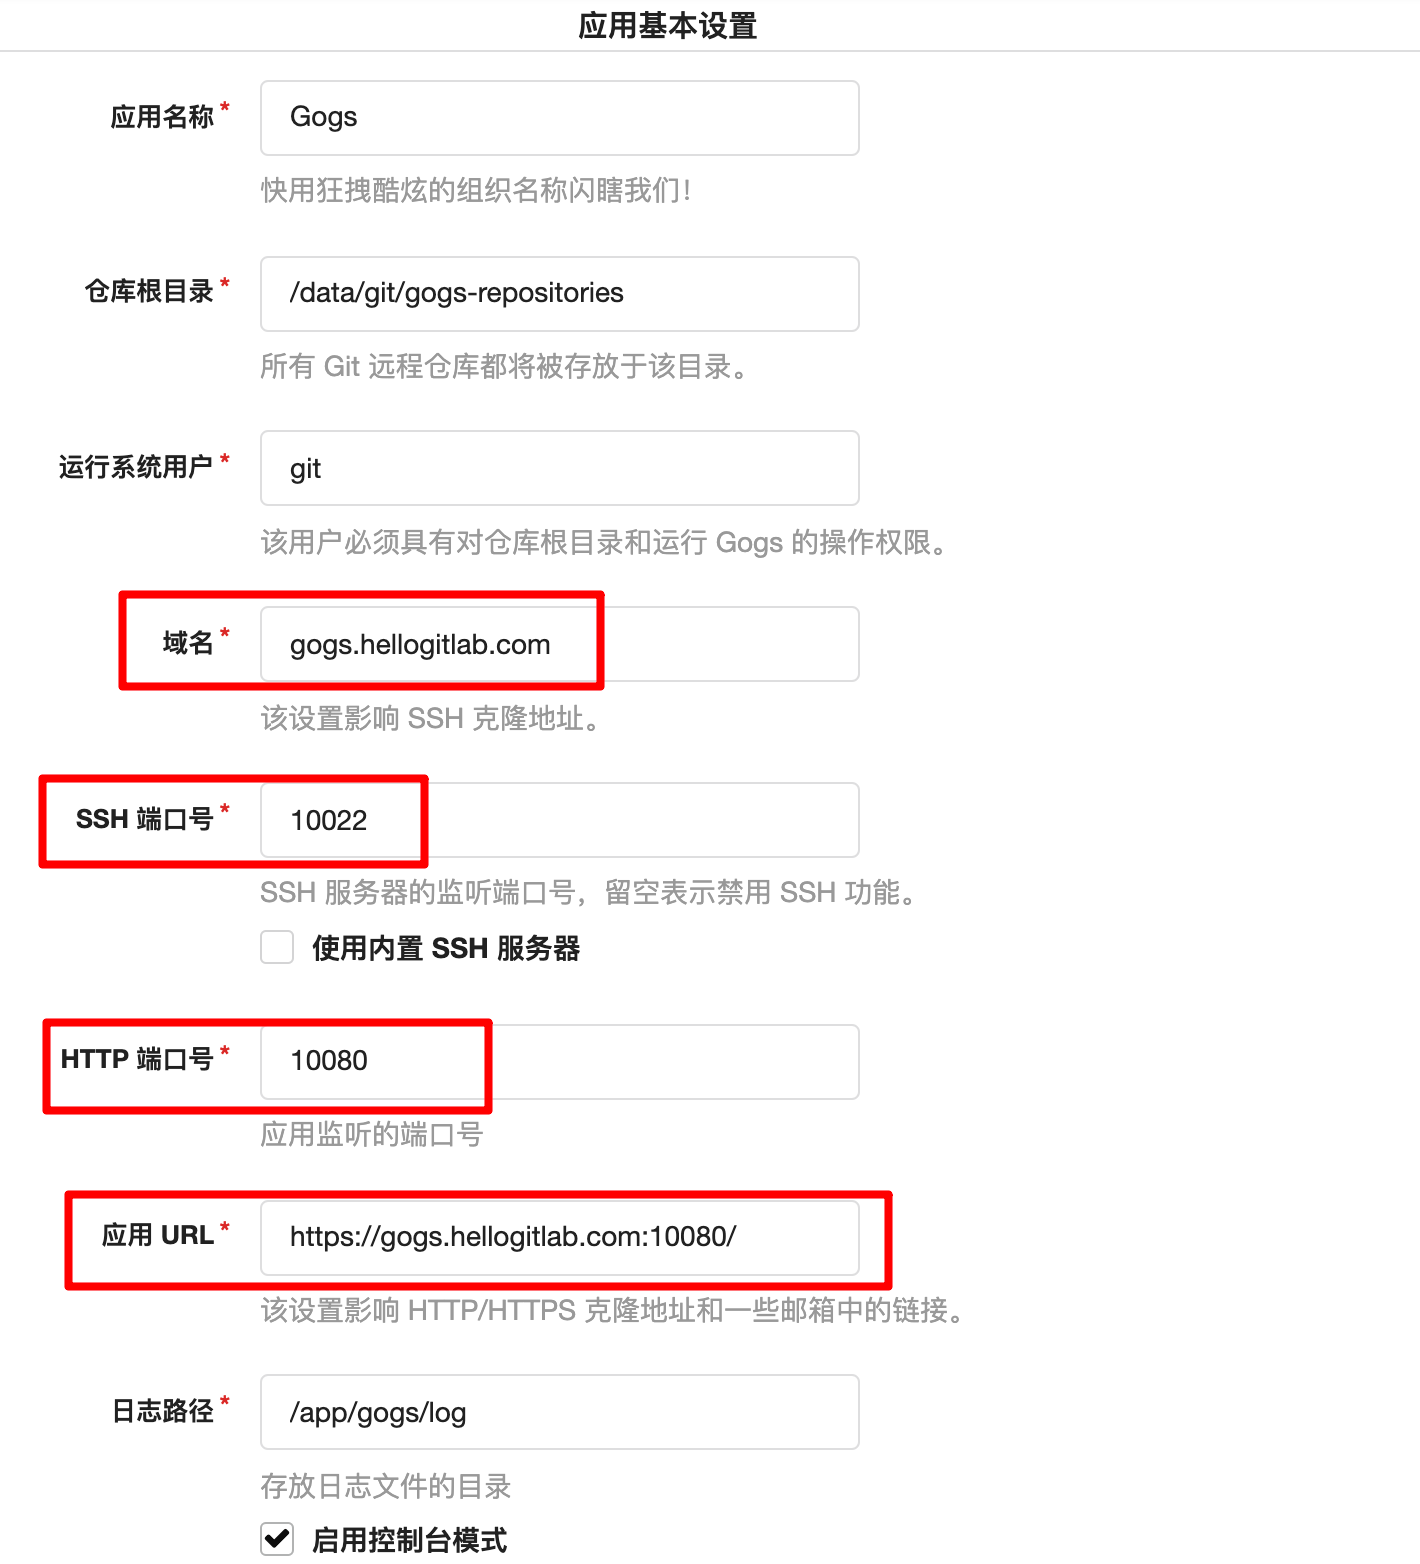 应用基本设置
应用名称* Gogs
快用狂拽酷炫的组织名称闪瞎我们！
仓库根目录* /data/git/gogs-repositories
所有 Git 远程仓库都将被存放于该目录。
运行系统用户* git
该用户必须具有对仓库根目录和运行 Gogs 的操作权限。
域名* gogs.hellogitlab.com
该设置影响 SSH 克隆地址。
SSH 端口号* 10022
SSH 服务器的监听端口号，留空表示禁用 SSH 功能。
使用内置 SSH 服务器
HTTP 端口号* 10080
应用监听的端口号
应用 URL* https://gogs.hellogitlab.com:10080/
该设置影响 HTTP/HTTPS 克隆地址和一些邮箱中的链接。
日志路径* /app/gogs/log
存放日志文件的目录
启用控制台模式